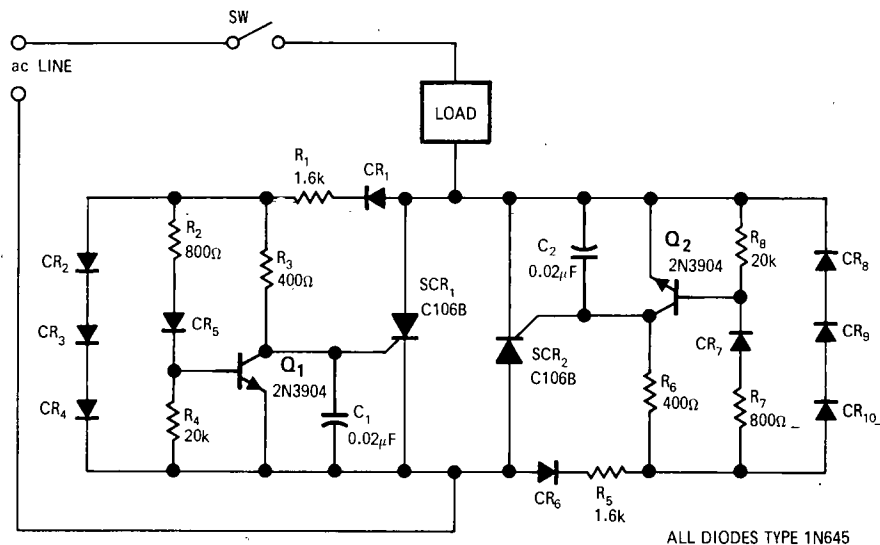 SW
ac LINE
LOAD
R1
1.6k
CR1
R2
800Ω
R3
400Ω
CR2
CR3
CR4
CR5
SCR1
C106B
Q1
2N3904
R4
20k
C1
0.02μF
C2
0.02μF
Q2
2N3904
R8
20k
CR8
CR9
CR10
SCR2
C106B
CR7
R6
400Ω
R7
800Ω
CR6
R5
1.6k
ALL DIODES TYPE 1N645